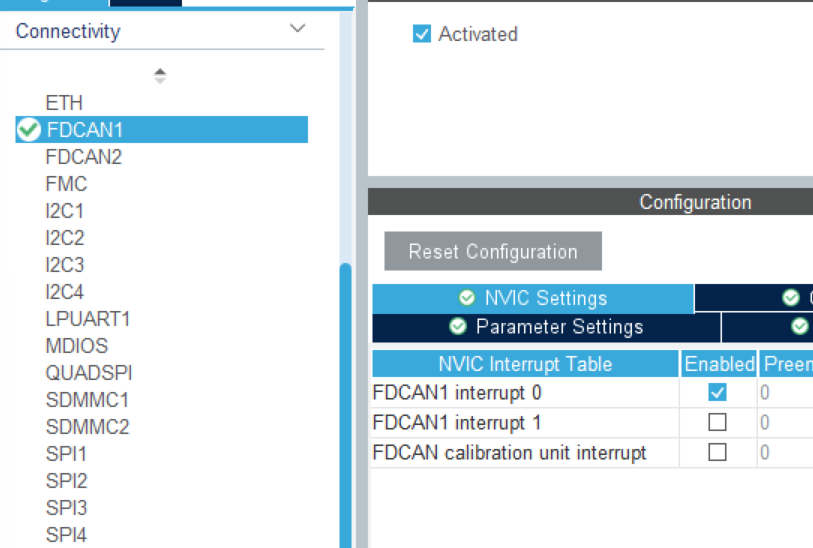 Connectivity
ETH
FDCAN1
FDCAN2
FMC
I2C1
I2C2
I2C3
I2C4
LPUART1
MDIOS
QUADSPI
SDMMC1
SDMMC2
SPI1
SPI2
SPI3
SPI4
Activated
Configuration
Reset Configuration
NVIC Settings
Parameter Settings
NVIC Interrupt Table Enabled
FDCAN1 interrupt 0 0
FDCAN1 interrupt 1 0
FDCAN calibration unit interrupt 0